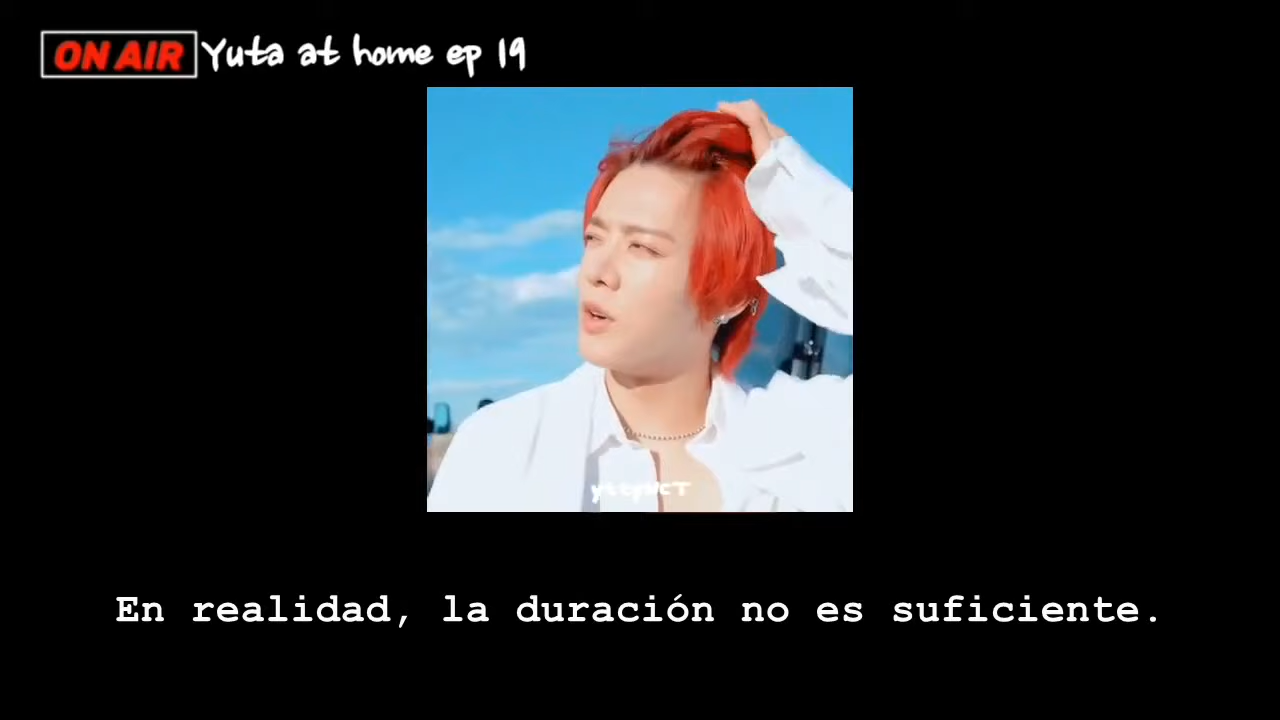 ON AIR
Yuta at home ep 19
En realidad, la duración no es suficiente.